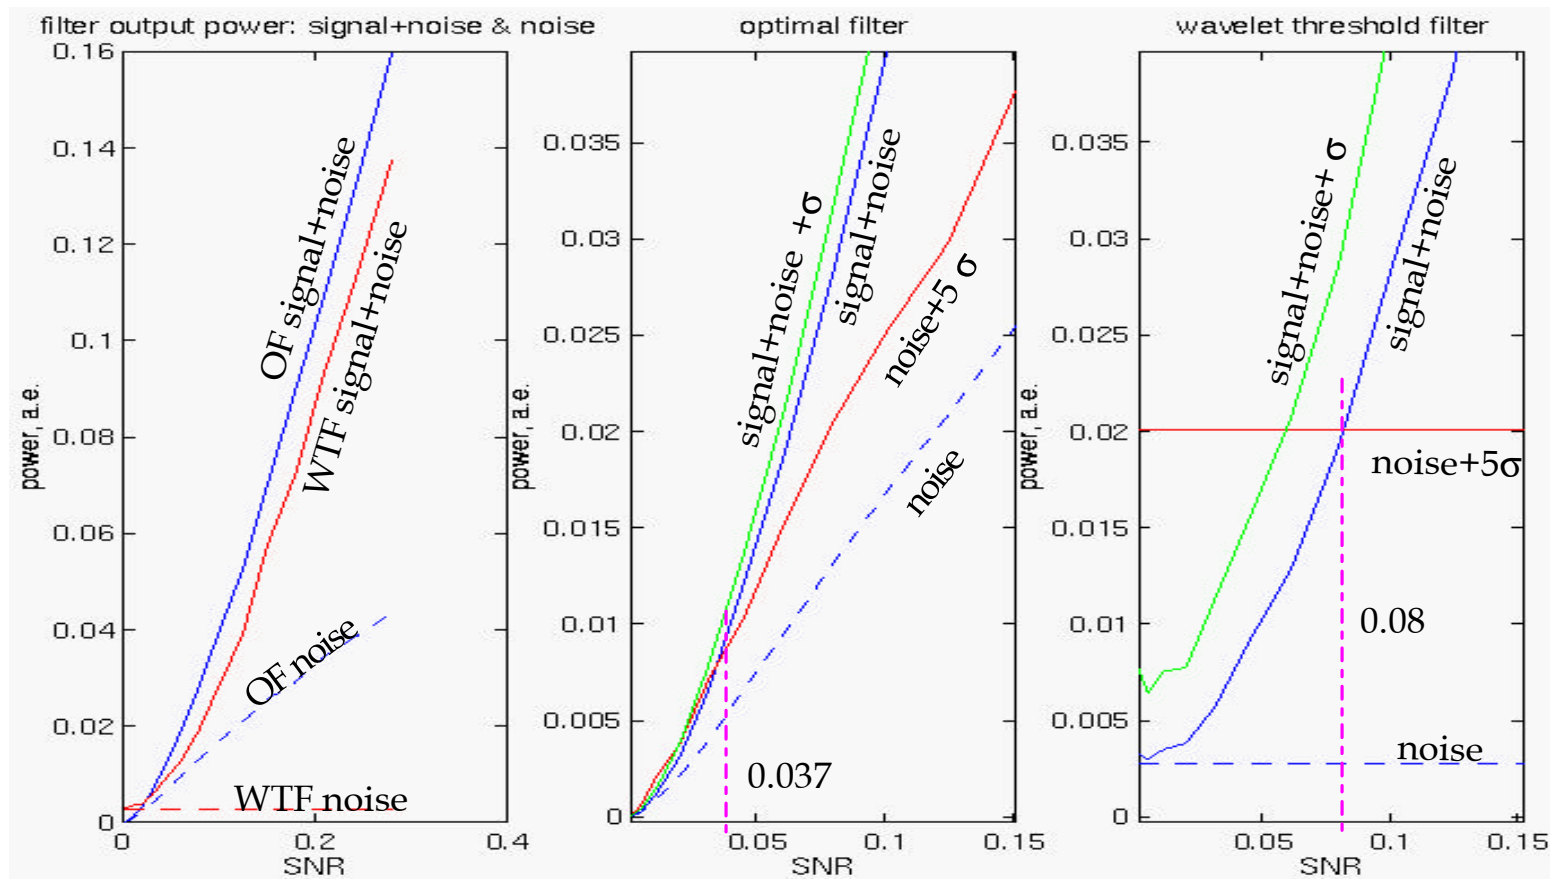 filter output power: signal+noise & noise
0.16
0.14
0.12
0.1
0.08
0.06
0.04
0.02
0
0
0.2
0.4
SNR
power, a.e.
OF signal+noise
WTF signal+noise
OF noise
WTF noise
optimal filter
0.035
0.03
0.025
0.02
0.015
0.01
0.005
0
0.05
0.1
0.15
SNR
power, a.e.
signal+noise +σ
signal+noise
noise+5 σ
noise
0.037
wavelet threshold filter
0.035
0.03
0.025
0.02
0.015
0.01
0.005
0
0.05
0.1
0.15
SNR
power, a.e.
signal+noise+ σ
signal+noise
noise+5σ
0.08
noise